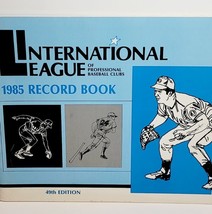 INTERNATIONAL
LEAGUE
OF PROFESSIONAL
BASEBALL CLUBS
1985 RECORD BOOK
49th EDITION